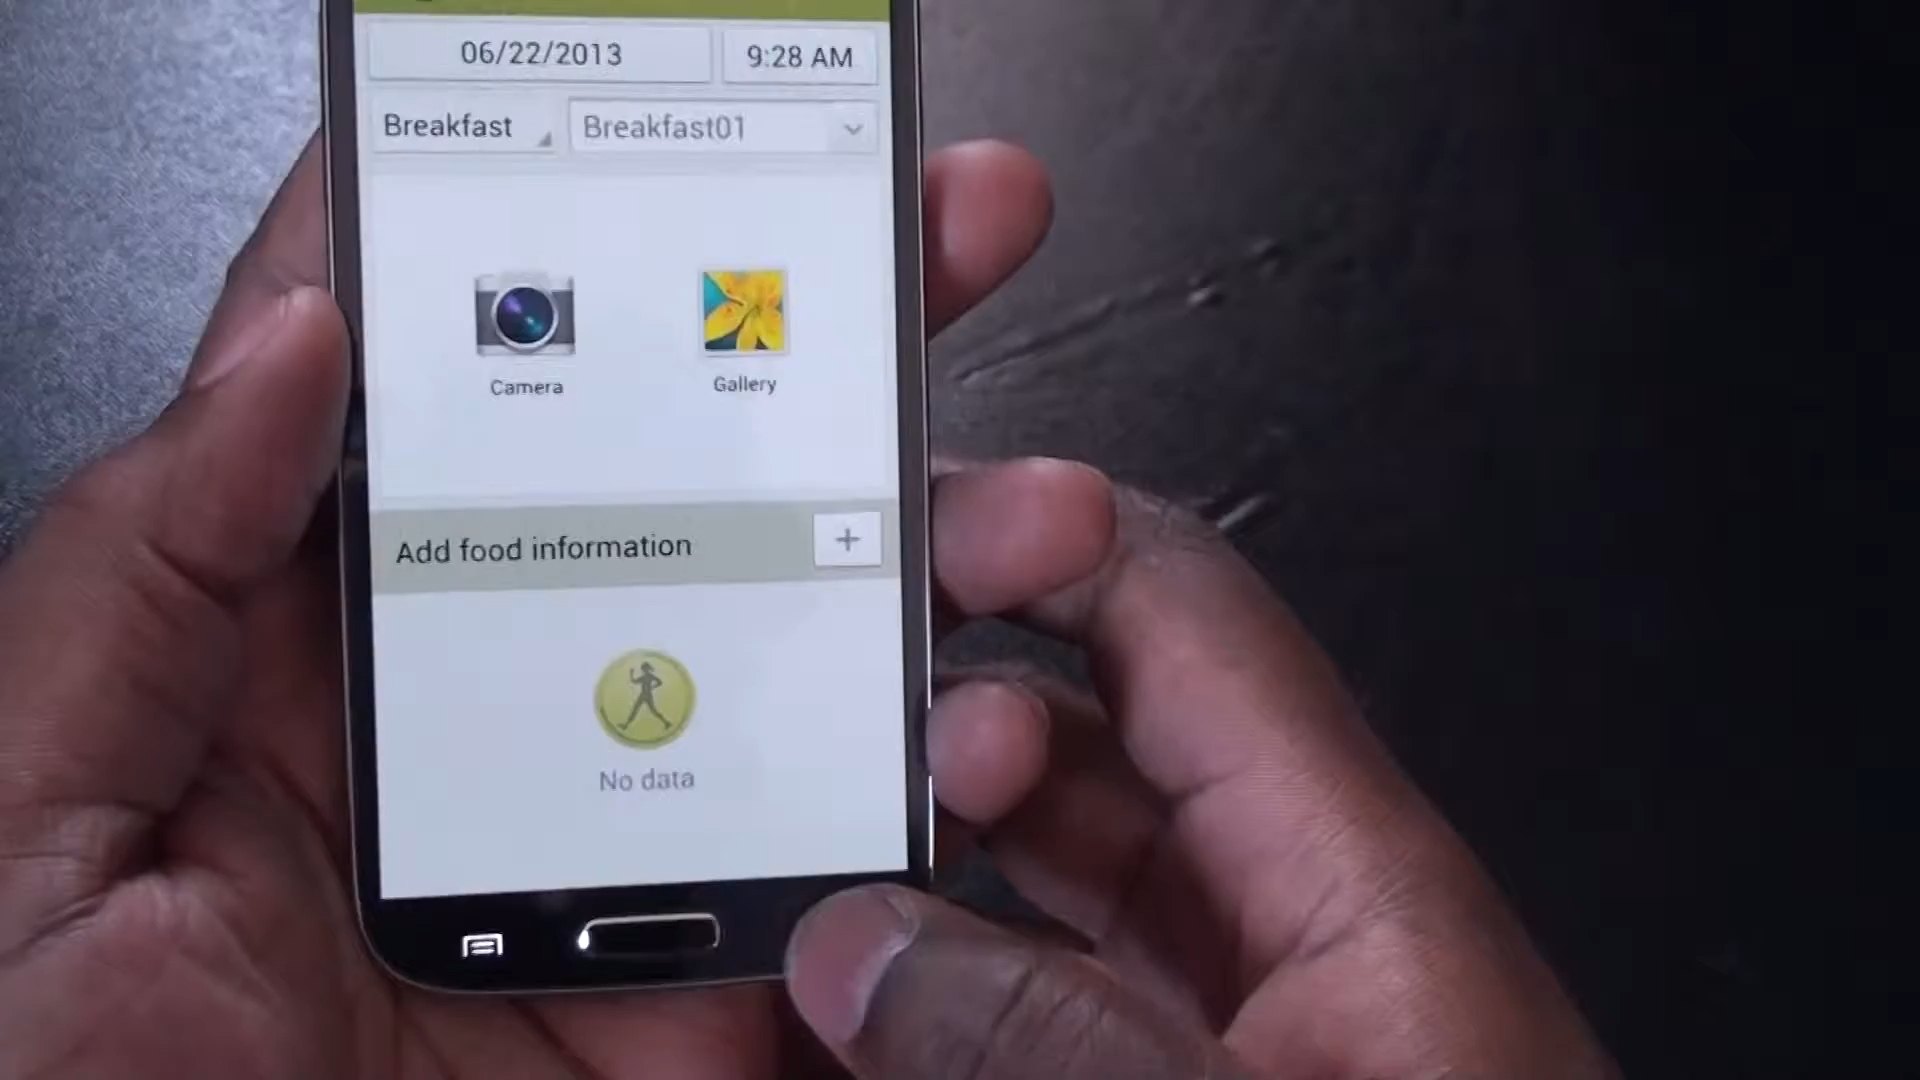 06/22/2013 9:28 AM
Breakfast Breakfast01
Camera Gallery
Add food information +
No data